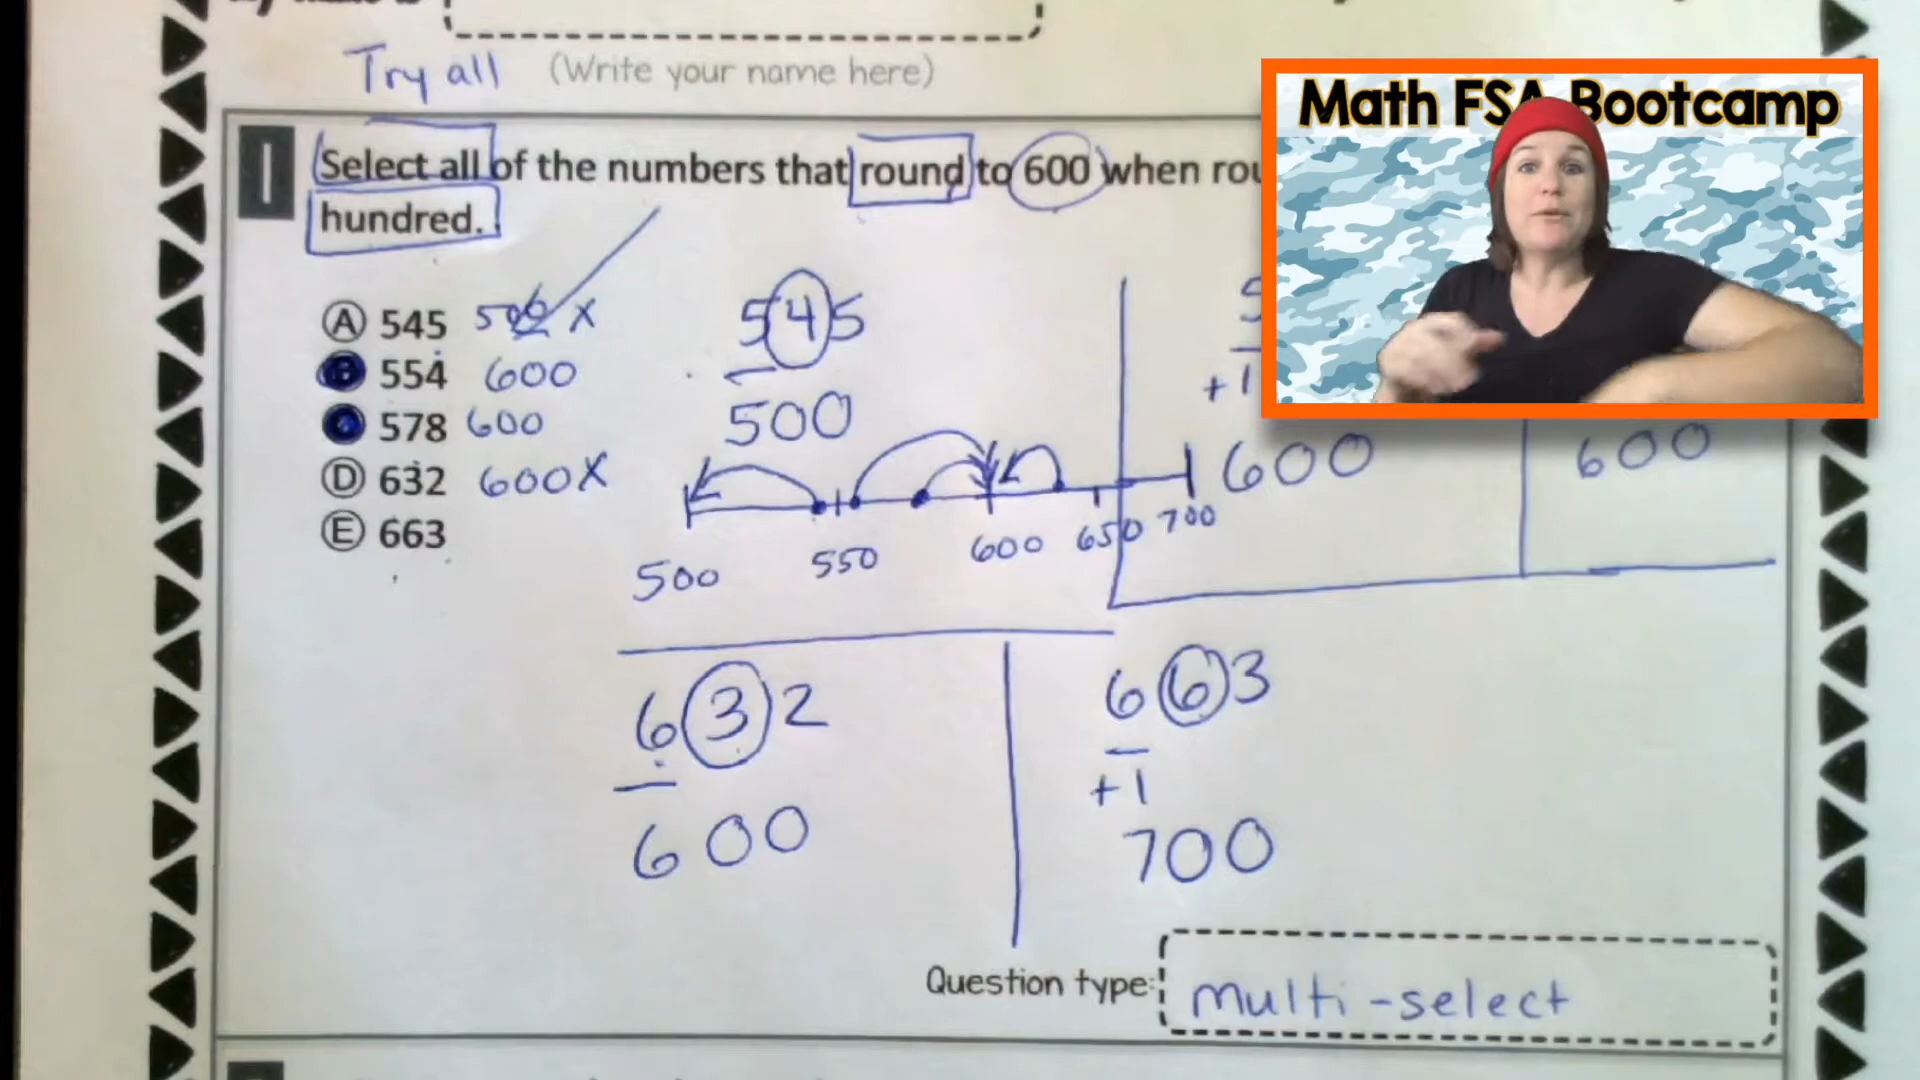 Try all (Write your name here)
Math FSA Bootcamp
1 Select all of the numbers that round to 600 when rou
hundred.
A 545 500 X
B 554 600
C 578 600
D 632 600 X
E 663
545
500
500 550 600 650 700
+1
600
600
632
600
663
+1
700
Question type: multi-select